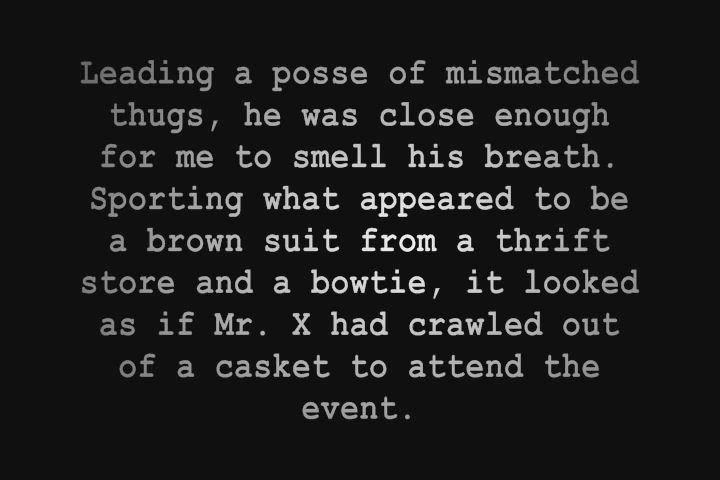 Leading a posse of mismatched
thugs, he was close enough
for me to smell his breath.
Sporting what appeared to be
a brown suit from a thrift
store and a bowtie, it looked
as if Mr. X had crawled out
of a casket to attend the
event.